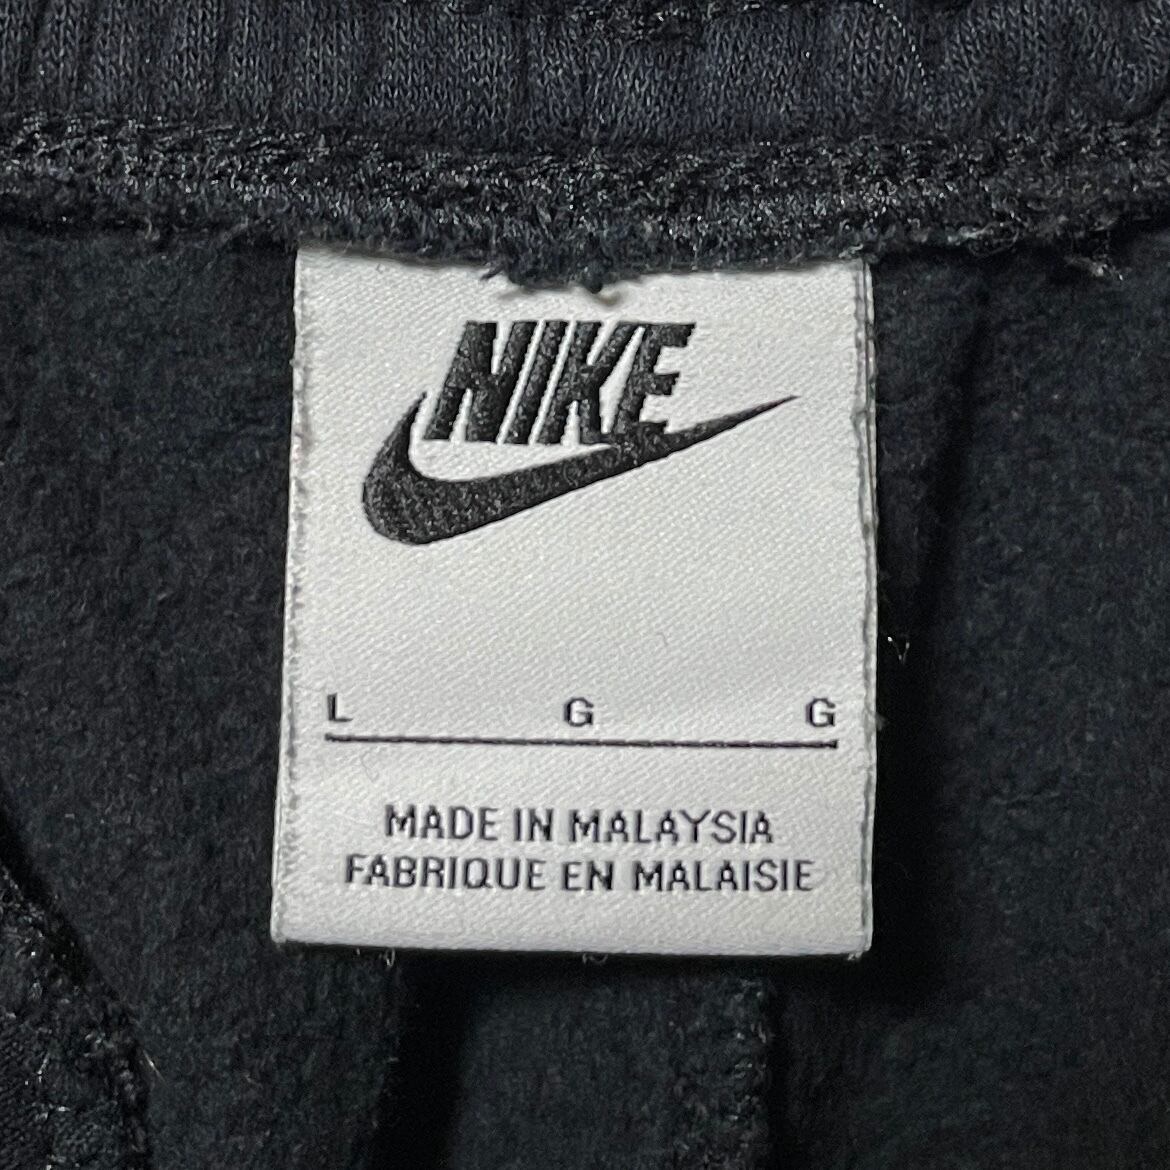 NIKE
L G G
MADE IN MALAYSIA
FABRIQUE EN MALAISIE